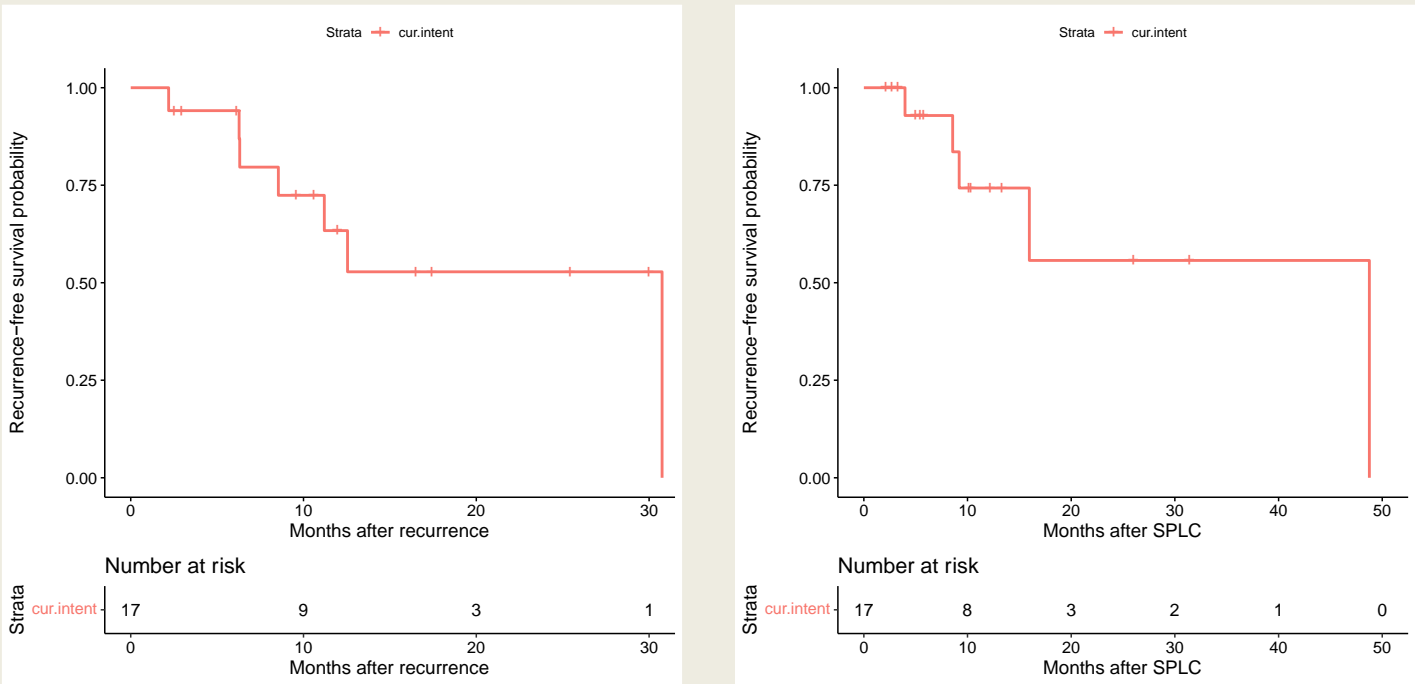 Strata cur.intent
Recurrence−free survival probability
1.00
0.75
0.50
0.25
0.00
0 10 20 30
Months after recurrence
Number at risk
Strata
cur.intent 17 9 3 1
0 10 20 30
Months after recurrence
Strata cur.intent
Recurrence−free survival probability
1.00
0.75
0.50
0.25
0.00
0 10 20 30 40 50
Months after SPLC
Number at risk
Strata
cur.intent 17 8 3 2 1 0
0 10 20 30 40 50
Months after SPLC